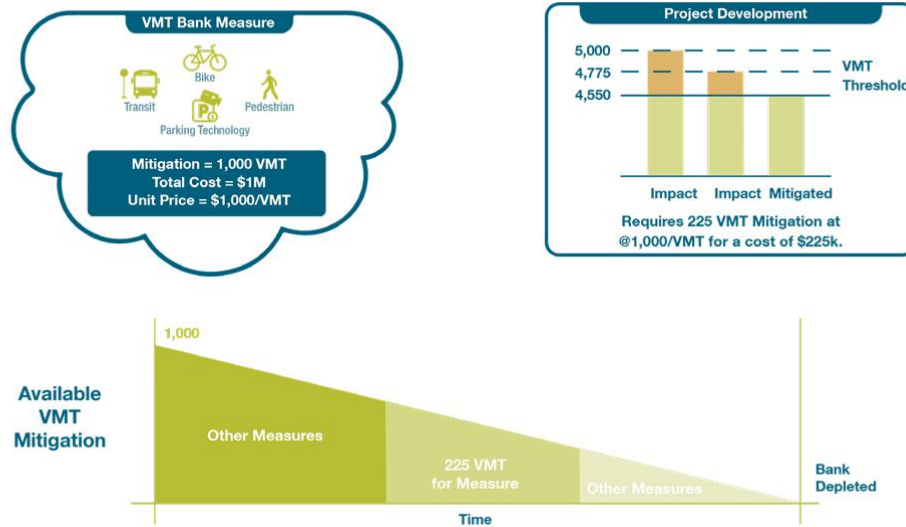 VMT Bank Measure
Bike
Transit
Pedestrian
P
Parking Technology
Mitigation = 1,000 VMT
Total Cost = $1M
Unit Price = $1,000/VMT
Project Development
5,000
4,775
4,550
VMT
Threshold
Impact Impact Mitigated
Requires 225 VMT Mitigation at
@1,000/VMT for a cost of $225k.
1,000
Available
VMT
Mitigation
Other Measures
225 VMT
for Measure
Other Measures
Bank
Depleted
Time